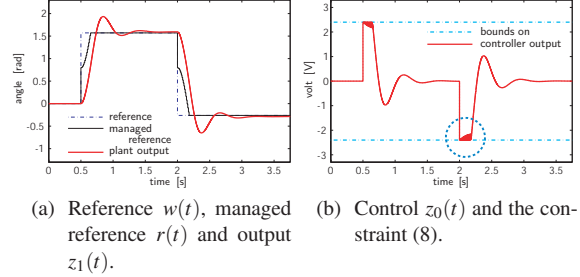 1.5
1
0.5
0
-0.5
-1
angle [rad]
reference
managed
reference
plant output
0 0.5 1 1.5 2 2.5 3 3.5
time [s]
3
2
1
0
-1
-2
-3
volt [V]
bounds on
controller output
0 0.5 1 1.5 2 2.5 3 3.5
time [s]
(a) Reference w(t), managed
reference r(t) and output
z₁(t).
(b) Control z₀(t) and the con-
straint (8).